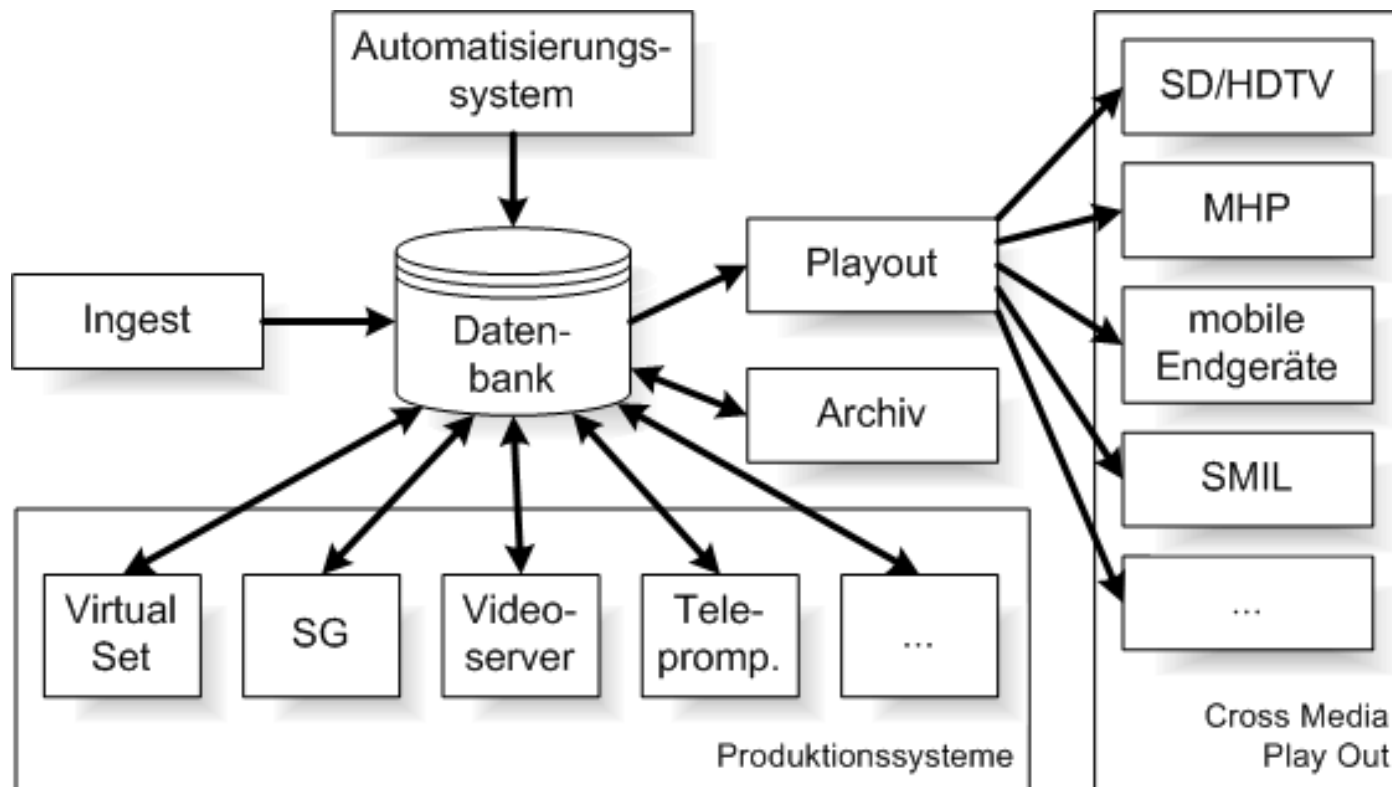 Automatisierungs-
system
SD/HDTV
MHP
Playout
Ingest
Daten-
bank
mobile
Endgeräte
Archiv
SMIL
Virtual
Set
SG
Video-
server
Tele-
promp.
...
...
Produktionssysteme
Cross Media
Play Out